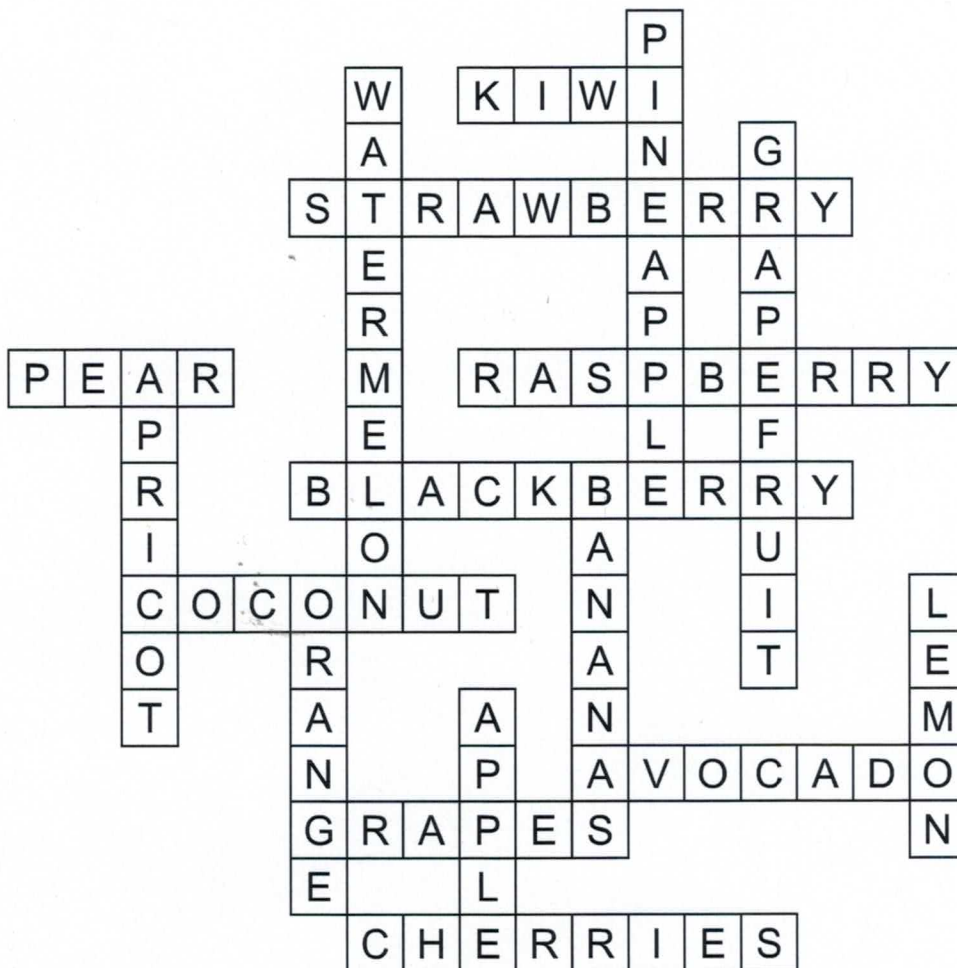 P
W KIWI
A N G
STRAWBERRY
E A A
R P P
PEAR M RASPBERRY
P E L F
R BLACKBERRY
I O A U
COCONUT N I L
O R A T E
T A A N M
N P AVOCADO
GRAPES N
E L
CHERRIES